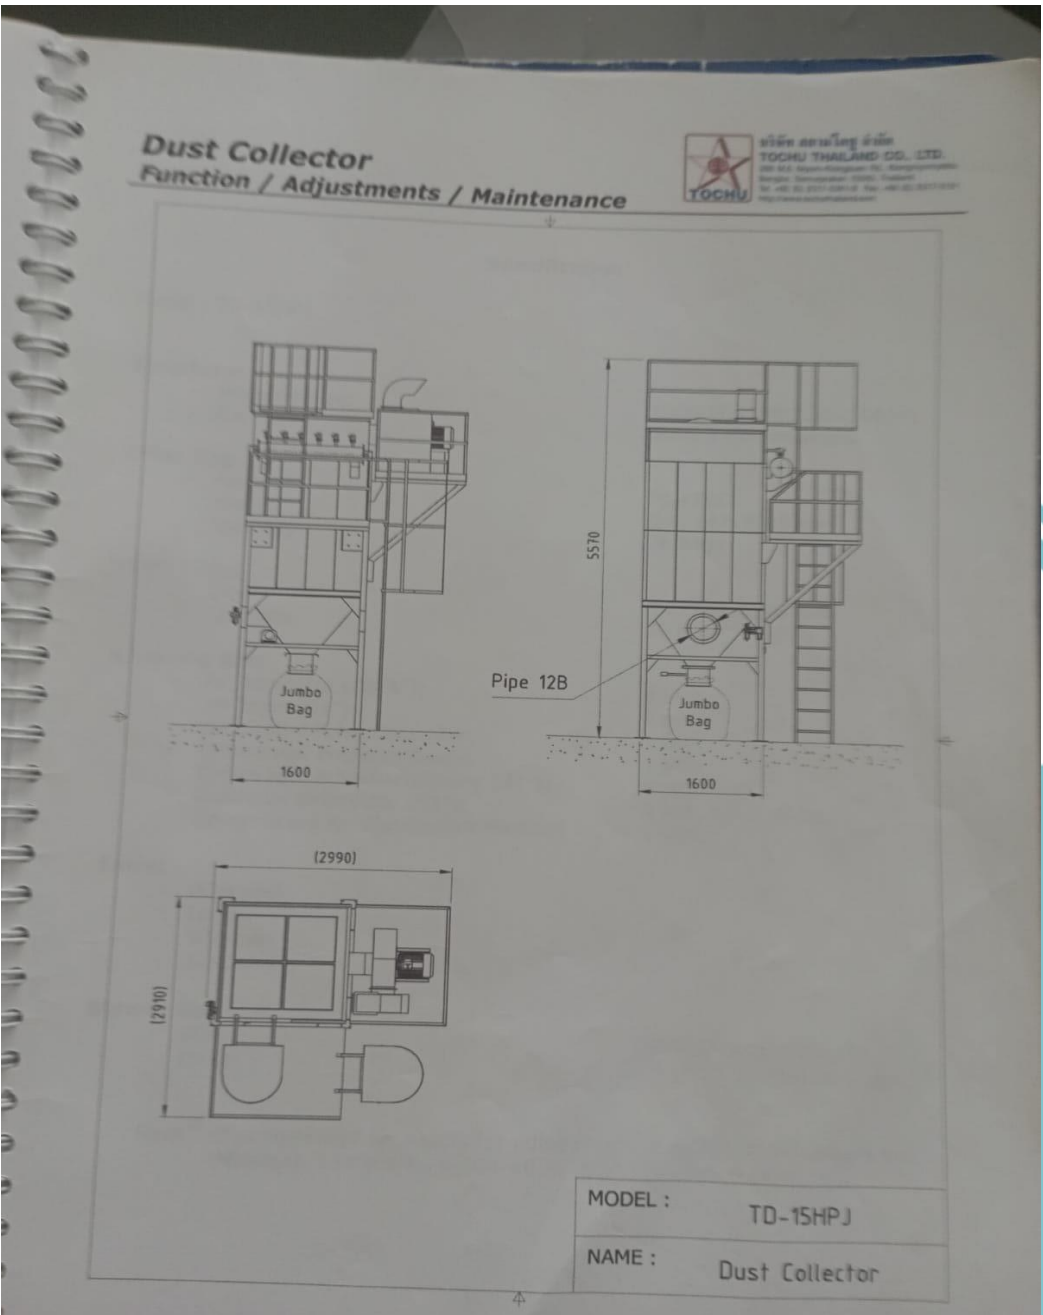 Dust Collector
Function / Adjustments / Maintenance
TOCHU
TOCHU THAILAND CO., LTD.
5570
Pipe 12B
Jumbo
Bag
Jumbo
Bag
1600
1600
(2990)
(2910)
MODEL :
TD-15HPJ
NAME :
Dust Collector